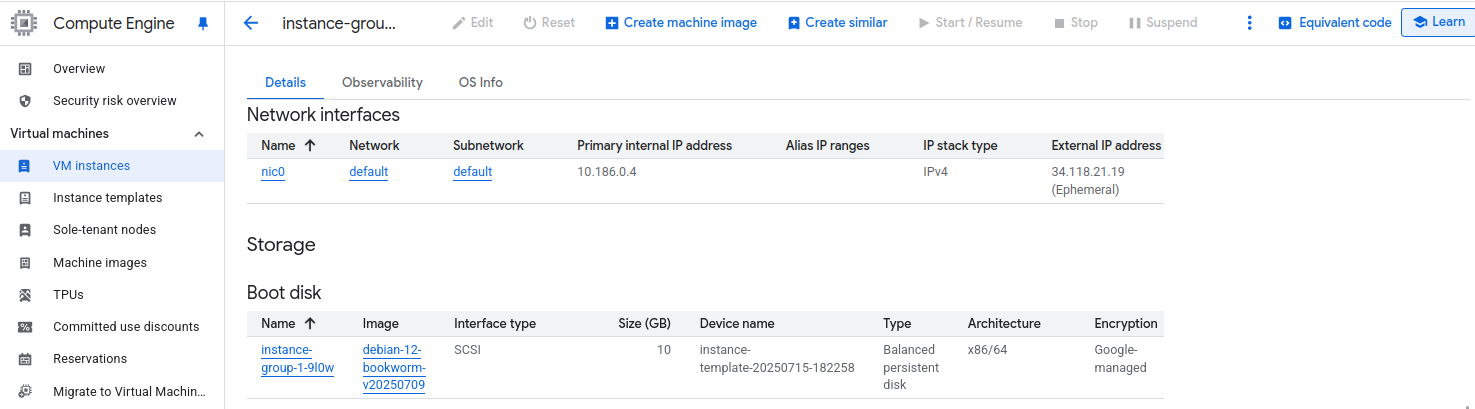 Compute Engine
instance-grou...
Edit
Reset
Create machine image
Create similar
Start / Resume
Stop
Suspend
Equivalent code
Learn
Overview
Security risk overview
Virtual machines
VM instances
Instance templates
Sole-tenant nodes
Machine images
TPUs
Committed use discounts
Reservations
Migrate to Virtual Machin...
Details Observability OS Info
Network interfaces
Name Network Subnetwork Primary internal IP address Alias IP ranges IP stack type External IP address
nic0 default default 10.186.0.4 IPv4 34.118.21.19
(Ephemeral)
Storage
Boot disk
Name Image Interface type Size (GB) Device name Type Architecture Encryption
instance- debian-12- SCSI 10 instance- Balanced x86/64 Google-
group-1-9l0w bookworm- template-20250715-182258 persistent managed
v20250709 disk